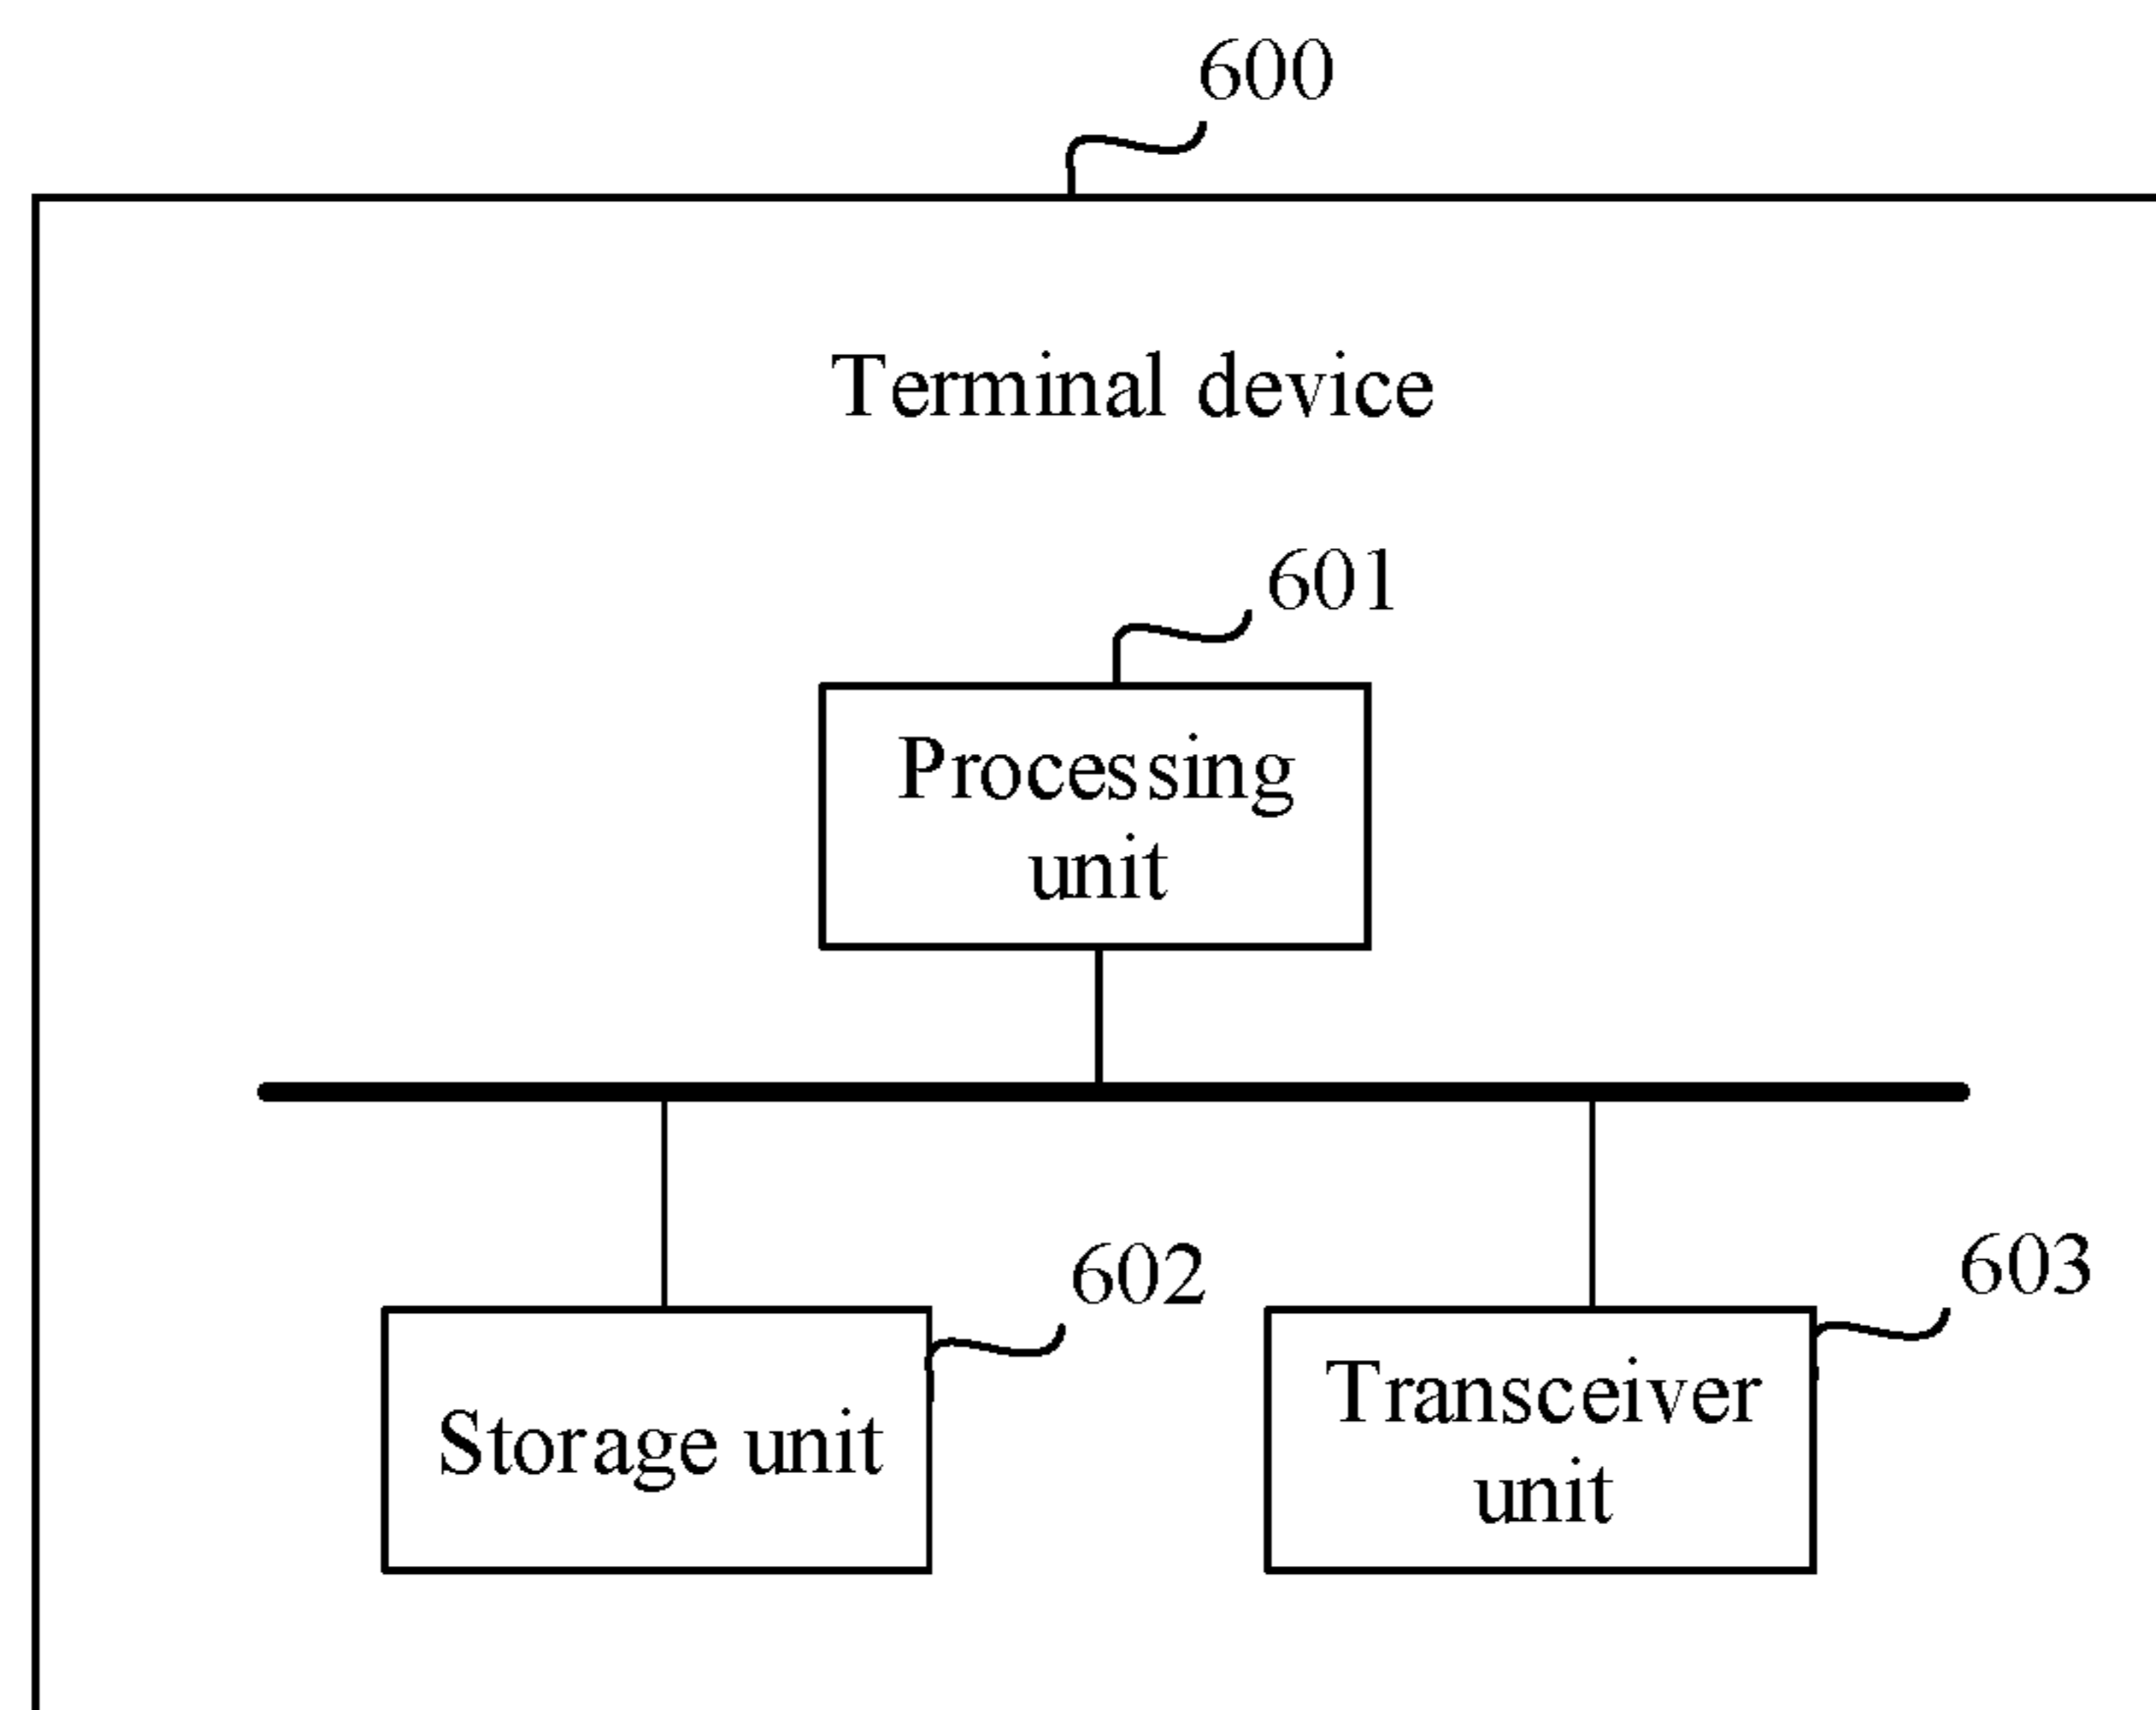 600
Terminal device
601
Processing
unit
602
603
Storage unit
Transceiver
unit